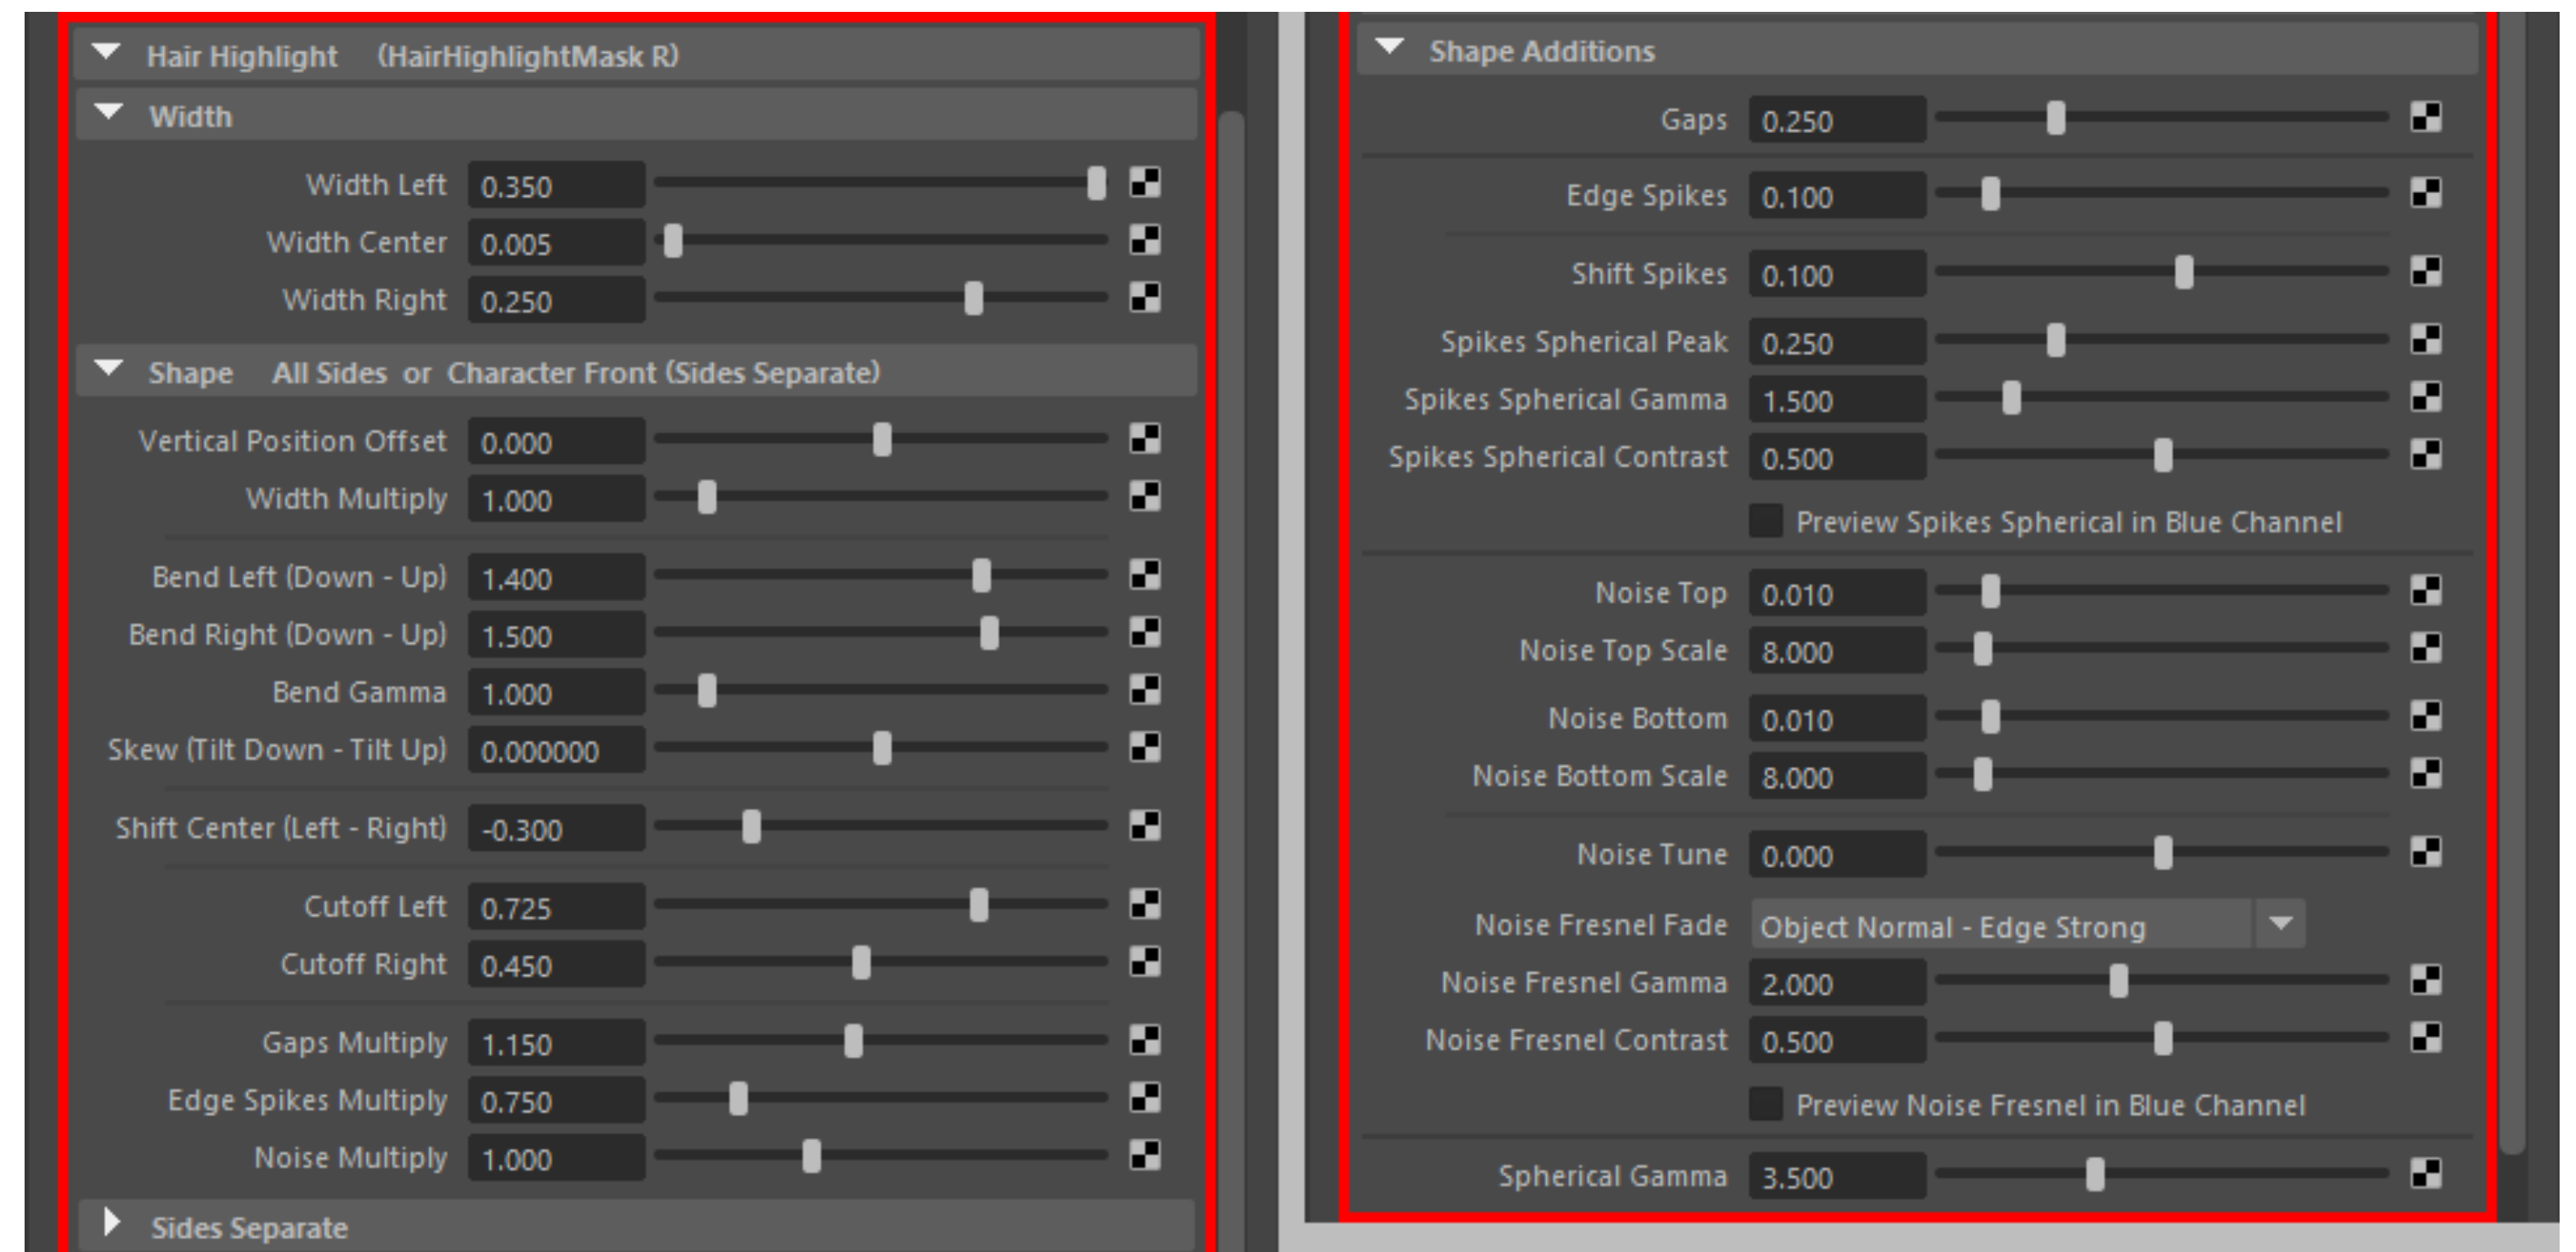 Hair Highlight (HairHighlightMask R)
Width
Width Left 0.350
Width Center 0.005
Width Right 0.250
Shape All Sides or Character Front (Sides Separate)
Vertical Position Offset 0.000
Width Multiply 1.000
Bend Left (Down - Up) 1.400
Bend Right (Down - Up) 1.500
Bend Gamma 1.000
Skew (Tilt Down - Tilt Up) 0.000000
Shift Center (Left - Right) -0.300
Cutoff Left 0.725
Cutoff Right 0.450
Gaps Multiply 1.150
Edge Spikes Multiply 0.750
Noise Multiply 1.000
Sides Separate
Shape Additions
Gaps 0.250
Edge Spikes 0.100
Shift Spikes 0.100
Spikes Spherical Peak 0.250
Spikes Spherical Gamma 1.500
Spikes Spherical Contrast 0.500
Preview Spikes Spherical in Blue Channel
Noise Top 0.010
Noise Top Scale 8.000
Noise Bottom 0.010
Noise Bottom Scale 8.000
Noise Tune 0.000
Noise Fresnel Fade Object Normal - Edge Strong
Noise Fresnel Gamma 2.000
Noise Fresnel Contrast 0.500
Preview Noise Fresnel in Blue Channel
Spherical Gamma 3.500